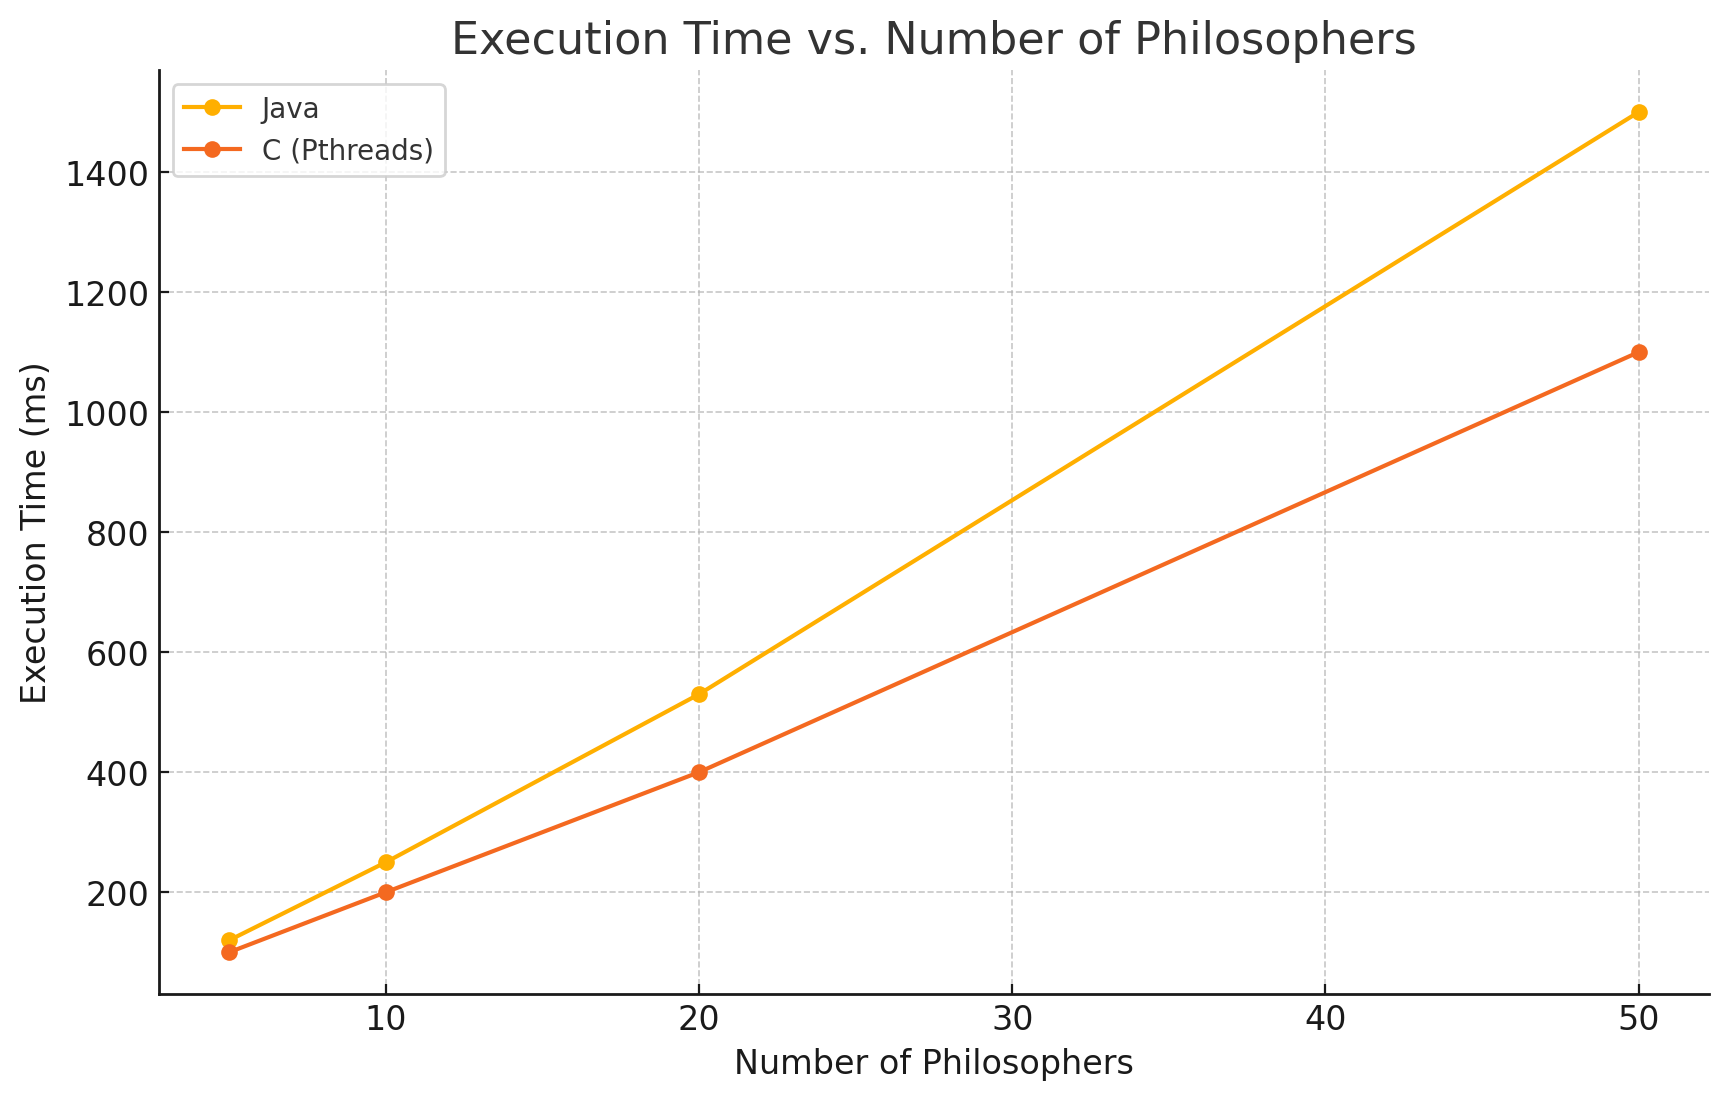 Execution Time vs. Number of Philosophers
Java
C (Pthreads)
1400
1200
1000
800
600
400
200
Execution Time (ms)
10 20 30 40 50
Number of Philosophers